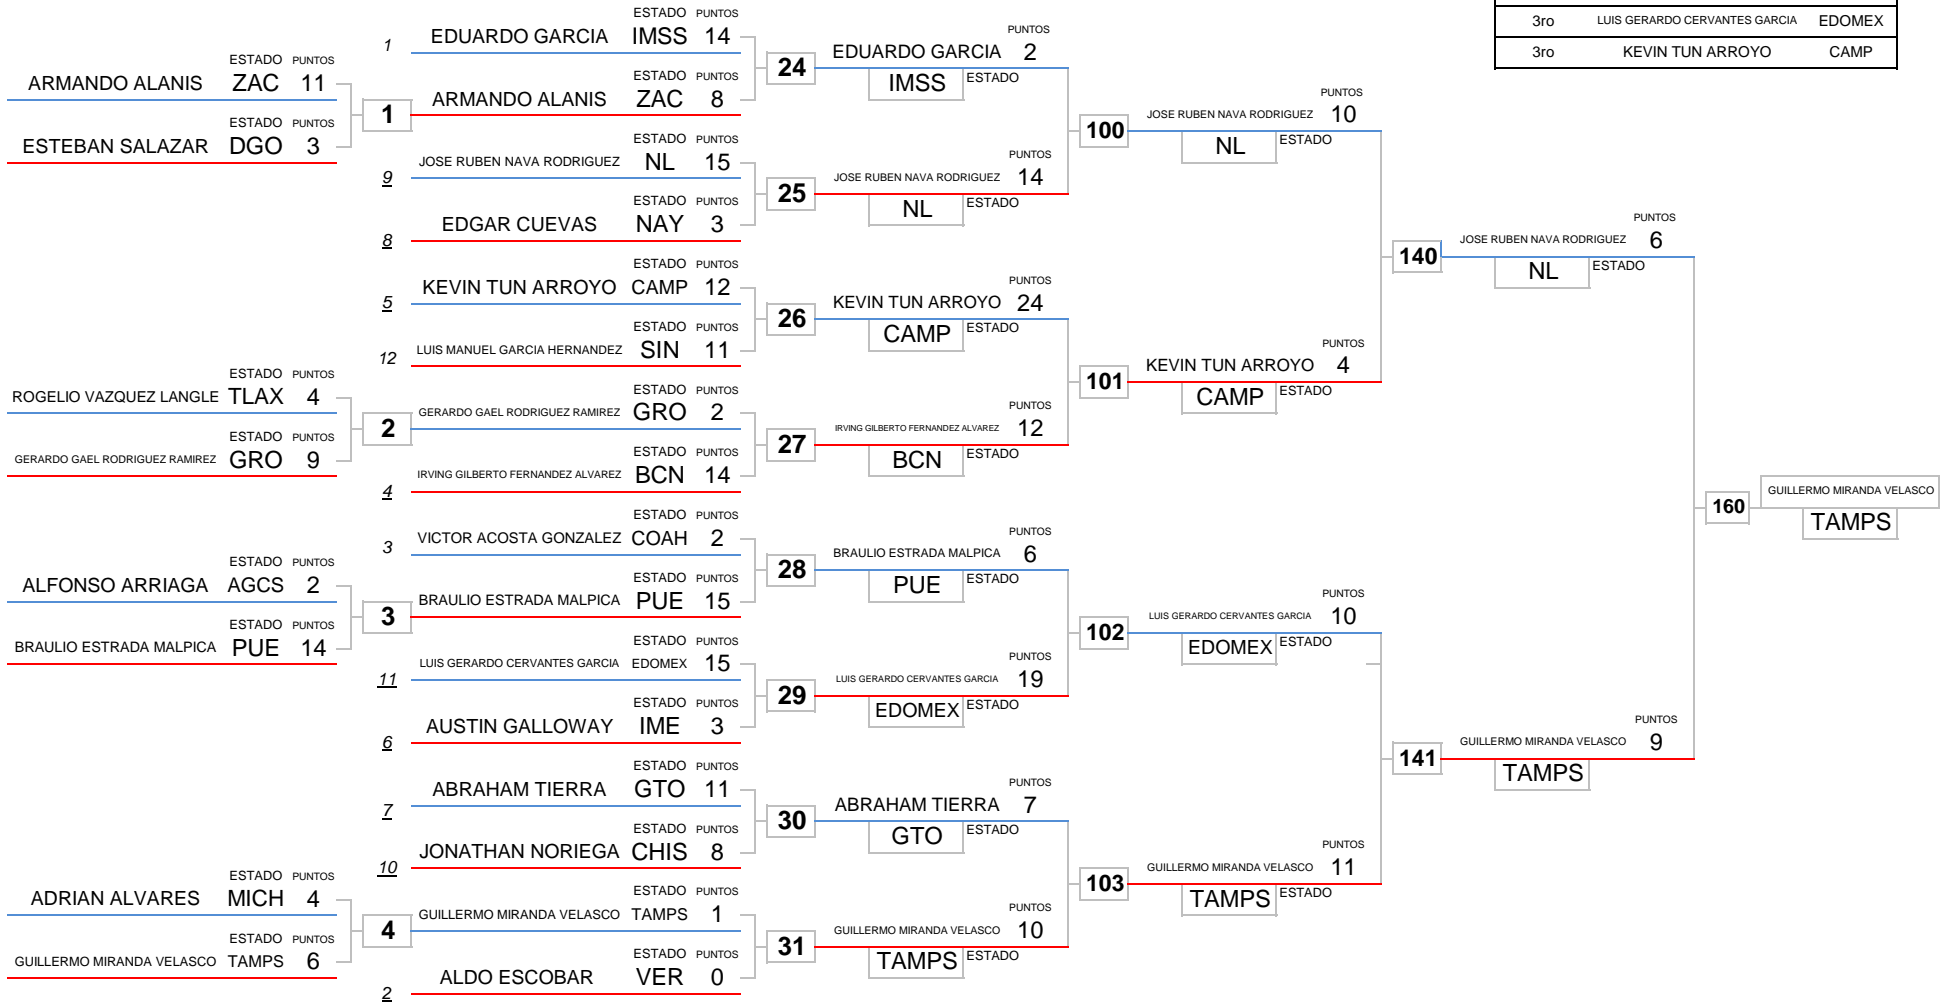 3ro LUIS GERARDO CERVANTES GARCIA EDOMEX
3ro KEVIN TUN ARROYO CAMP
ESTADO PUNTOS
ARMANDO ALANIS ZAC 11
1
ESTADO PUNTOS
ESTEBAN SALAZAR DGO 3
ESTADO PUNTOS
ROGELIO VAZQUEZ LANGLE TLAX 4
2
ESTADO PUNTOS
GERARDO GAEL RODRIGUEZ RAMIREZ GRO 9
ESTADO PUNTOS
ALFONSO ARRIAGA AGCS 2
3
ESTADO PUNTOS
BRAULIO ESTRADA MALPICA PUE 14
ESTADO PUNTOS
ADRIAN ALVARES MICH 4
4
ESTADO PUNTOS
GUILLERMO MIRANDA VELASCO TAMPS 6
ESTADO PUNTOS
1 EDUARDO GARCIA IMSS 14
24
ESTADO PUNTOS
ARMANDO ALANIS ZAC 8
ESTADO PUNTOS
9 JOSE RUBEN NAVA RODRIGUEZ NL 15
25
ESTADO PUNTOS
8 EDGAR CUEVAS NAY 3
ESTADO PUNTOS
5 KEVIN TUN ARROYO CAMP 12
26
ESTADO PUNTOS
12 LUIS MANUEL GARCIA HERNANDEZ SIN 11
ESTADO PUNTOS
GERARDO GAEL RODRIGUEZ RAMIREZ GRO 2
27
ESTADO PUNTOS
4 IRVING GILBERTO FERNANDEZ ALVAREZ BCN 14
ESTADO PUNTOS
3 VICTOR ACOSTA GONZALEZ COAH 2
28
ESTADO PUNTOS
BRAULIO ESTRADA MALPICA PUE 15
ESTADO PUNTOS
11 LUIS GERARDO CERVANTES GARCIA EDOMEX 15
29
ESTADO PUNTOS
6 AUSTIN GALLOWAY IME 3
ESTADO PUNTOS
7 ABRAHAM TIERRA GTO 11
30
ESTADO PUNTOS
10 JONATHAN NORIEGA CHIS 8
ESTADO PUNTOS
GUILLERMO MIRANDA VELASCO TAMPS 1
31
ESTADO PUNTOS
2 ALDO ESCOBAR VER 0
PUNTOS
EDUARDO GARCIA 2
IMSS ESTADO
100
PUNTOS
JOSE RUBEN NAVA RODRIGUEZ 14
NL ESTADO
PUNTOS
KEVIN TUN ARROYO 24
CAMP ESTADO
101
PUNTOS
IRVING GILBERTO FERNANDEZ ALVAREZ 12
BCN ESTADO
PUNTOS
BRAULIO ESTRADA MALPICA 6
PUE ESTADO
102
PUNTOS
LUIS GERARDO CERVANTES GARCIA 19
EDOMEX ESTADO
PUNTOS
ABRAHAM TIERRA 7
GTO ESTADO
103
PUNTOS
GUILLERMO MIRANDA VELASCO 10
TAMPS ESTADO
PUNTOS
JOSE RUBEN NAVA RODRIGUEZ 10
NL ESTADO
140
PUNTOS
KEVIN TUN ARROYO 4
CAMP ESTADO
PUNTOS
LUIS GERARDO CERVANTES GARCIA 10
EDOMEX ESTADO
141
PUNTOS
GUILLERMO MIRANDA VELASCO 11
TAMPS ESTADO
PUNTOS
JOSE RUBEN NAVA RODRIGUEZ 6
NL ESTADO
160
PUNTOS
GUILLERMO MIRANDA VELASCO 9
TAMPS
GUILLERMO MIRANDA VELASCO
TAMPS